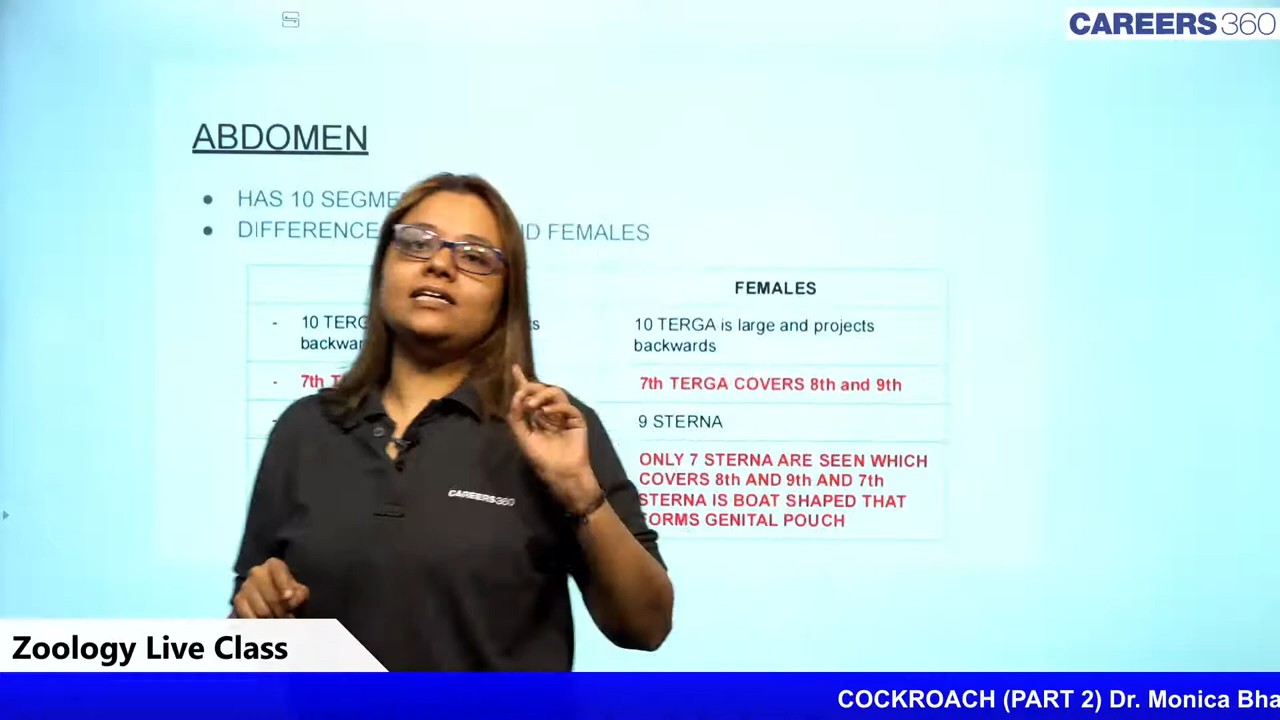 CAREERS360
ABDOMEN
HAS 10 SEGME
DIFFERENCE ND FEMALES
FEMALES
10 TERG s
backwar
10 TERGA is large and projects
backwards
7th T
7th TERGA COVERS 8th and 9th
9 STERNA
ONLY 7 STERNA ARE SEEN WHICH
COVERS 8th AND 9th AND 7th
STERNA IS BOAT SHAPED THAT
FORMS GENITAL POUCH
CAREERS360
Zoology Live Class
COCKROACH (PART 2) Dr. Monica Bha